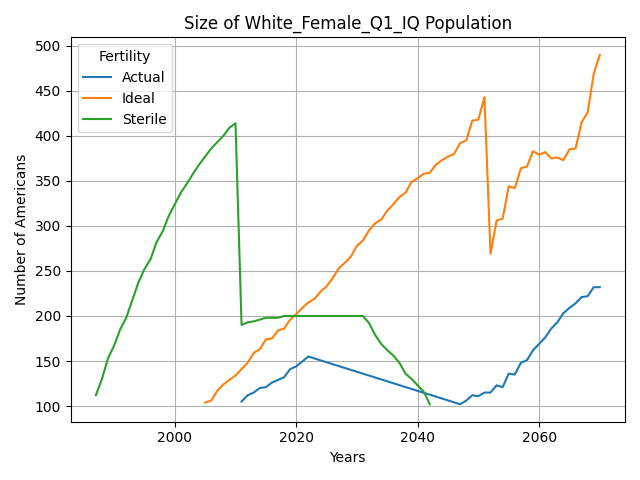 Size of White_Female_Q1_IQ Population
Fertility
Actual
Ideal
Sterile
500
450
400
350
300
250
200
150
100
Number of Americans
2000
2020
2040
2060
Years